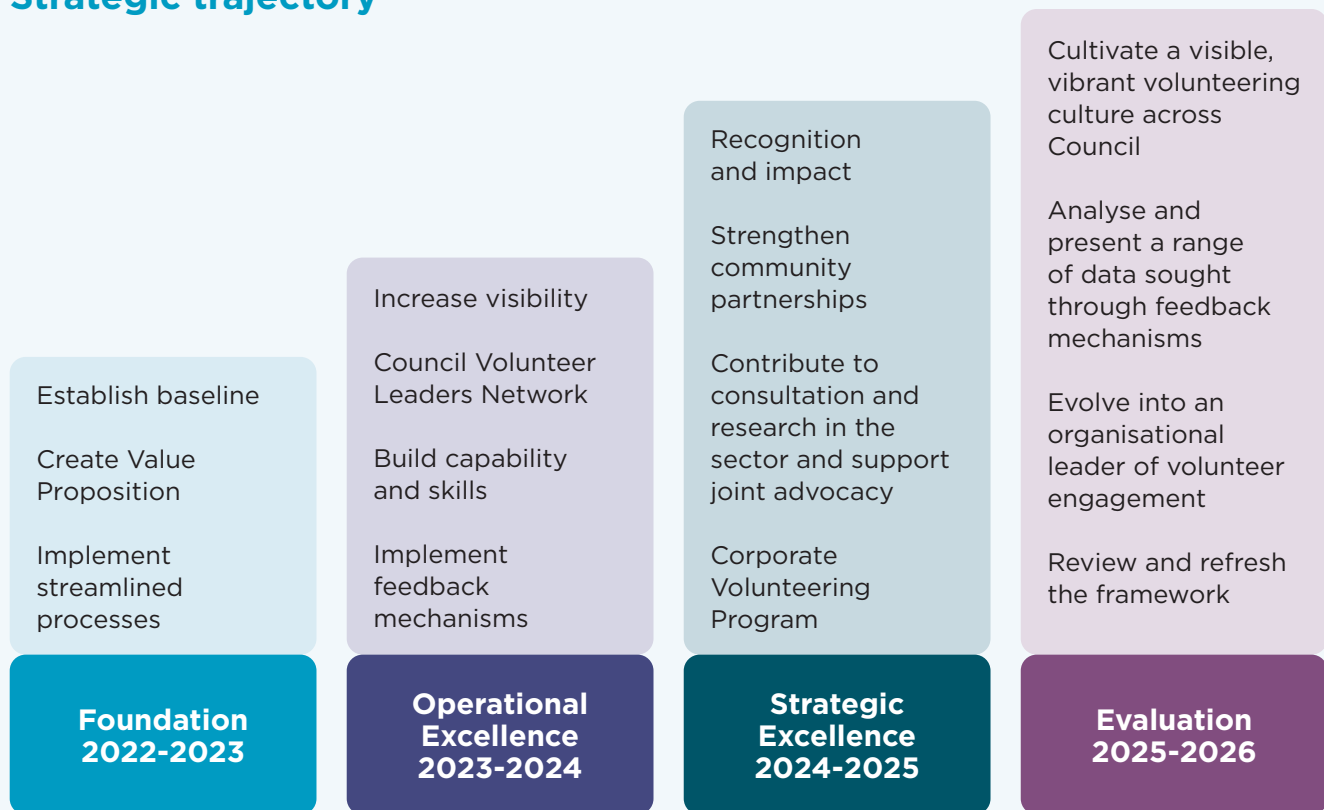 Strategic trajectory
Establish baseline
Create Value
Proposition
Implement
streamlined
processes
Foundation
2022-2023
Increase visibility
Council Volunteer
Leaders Network
Build capability
and skills
Implement
feedback
mechanisms
Operational
Excellence
2023-2024
Recognition
and impact
Strengthen
community
partnerships
Contribute to
consultation and
research in the
sector and support
joint advocacy
Corporate
Volunteering
Program
Strategic
Excellence
2024-2025
Cultivate a visible,
vibrant volunteering
culture across
Council
Analyse and
present a range
of data sought
through feedback
mechanisms
Evolve into an
organisational
leader of volunteer
engagement
Review and refresh
the framework
Evaluation
2025-2026